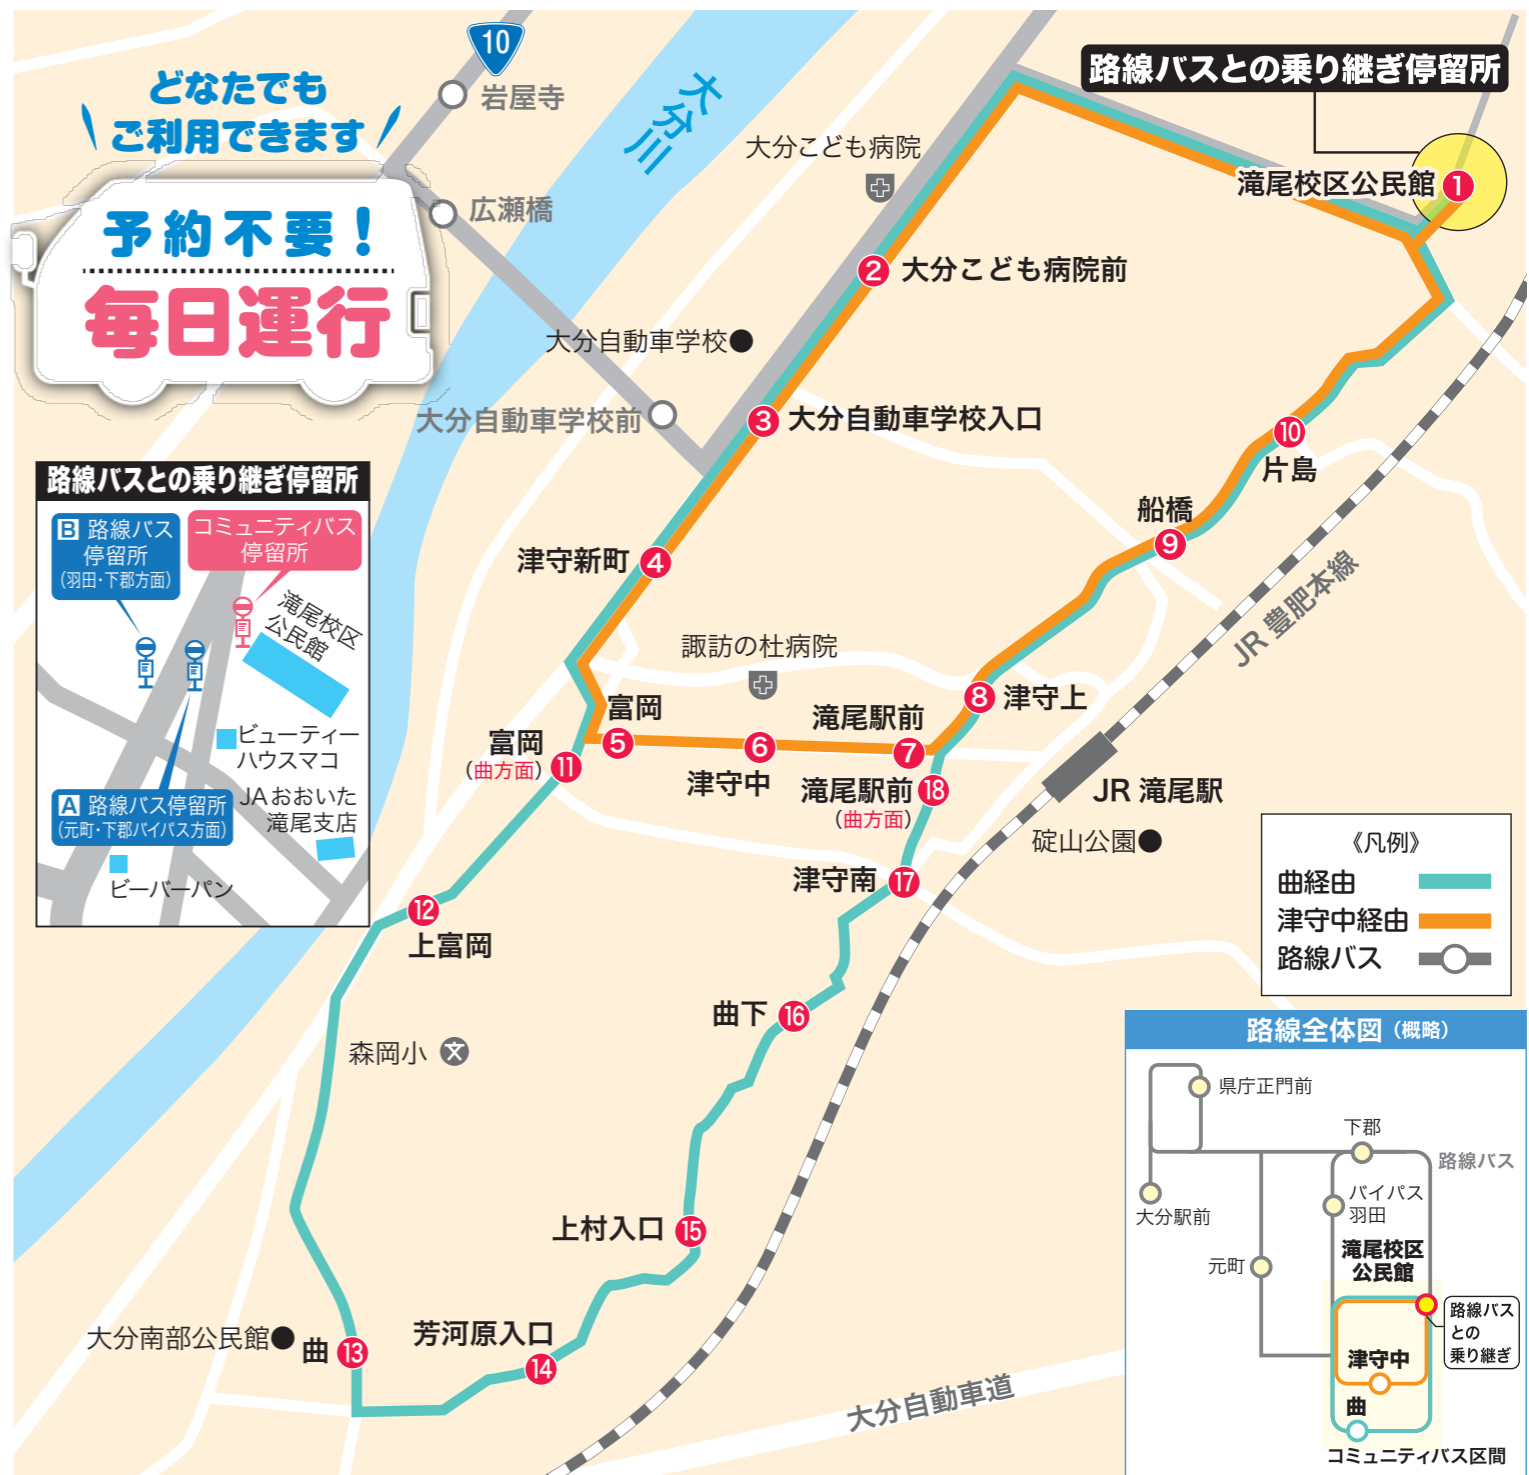 どなたでも
ご利用できます
予約不要！
毎日運行
10
岩屋寺
広瀬橋
大分川
大分こども病院
路線バスとの乗り継ぎ停留所
滝尾校区公民館 1
2 大分こども病院前
大分自動車学校
大分自動車学校前
3 大分自動車学校入口
10
片島
船橋
9
津守新町 4
JR 豊肥本線
諏訪の杜病院
8 津守上
富岡
5
6
津守中
滝尾駅前
7
富岡
（曲方面）
11
滝尾駅前 18
（曲方面）
JR 滝尾駅
碇山公園
津守南 17
12
上富岡
曲下 16
森岡小 文
上村入口 15
大分南部公民館
曲 13
芳河原入口
14
大分自動車道
路線バスとの乗り継ぎ停留所
B 路線バス
停留所
（羽田・下郡方面）
コミュニティバス
停留所
滝尾校区
公民館
ビューティー
ハウスマコ
A 路線バス停留所
（元町・下郡バイパス方面）
JAおおいた
滝尾支店
ビーバーパン
《凡例》
曲経由
津守中経由
路線バス
路線全体図（概略）
県庁正門前
下郡
路線バス
大分駅前
バイパス
羽田
元町
滝尾校区
公民館
路線バス
との
乗り継ぎ
津守中
曲
コミュニティバス区間